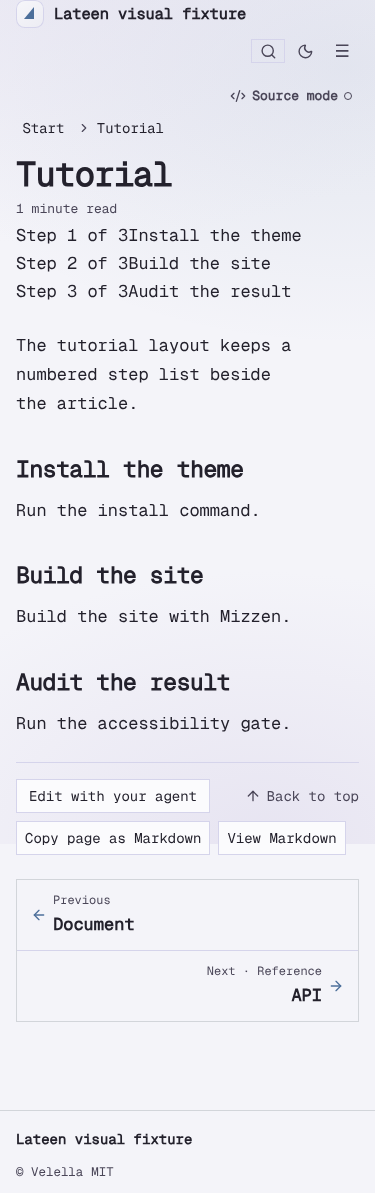 Lateen visual fixture
Source mode
Start > Tutorial
Tutorial
1 minute read
Step 1 of 3Install the theme
Step 2 of 3Build the site
Step 3 of 3Audit the result
The tutorial layout keeps a
numbered step list beside
the article.
Install the theme
Run the install command.
Build the site
Build the site with Mizzen.
Audit the result
Run the accessibility gate.
Edit with your agent
↑ Back to top
Copy page as Markdown
View Markdown
Previous
← Document
Next · Reference
API →
Lateen visual fixture
© Velella MIT